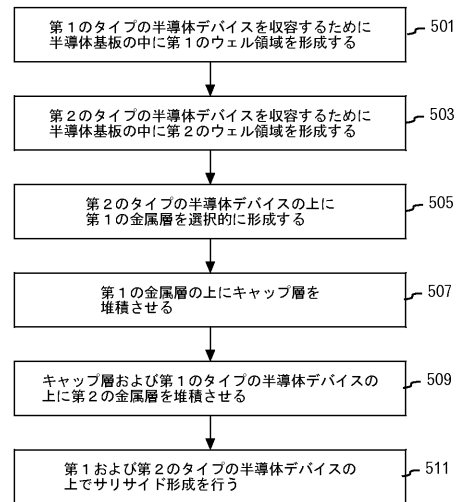 第１のタイプの半導体デバイスを収容するために
半導体基板の中に第１のウェル領域を形成する
501
第２のタイプの半導体デバイスを収容するために
半導体基板の中に第２のウェル領域を形成する
503
第２のタイプの半導体デバイスの上に
第１の金属層を選択的に形成する
505
第１の金属層の上にキャップ層を
堆積させる
507
キャップ層および第１のタイプの半導体デバイスの
上に第２の金属層を堆積させる
509
第１および第２のタイプの半導体デバイスの
上でサリサイド形成を行う
511